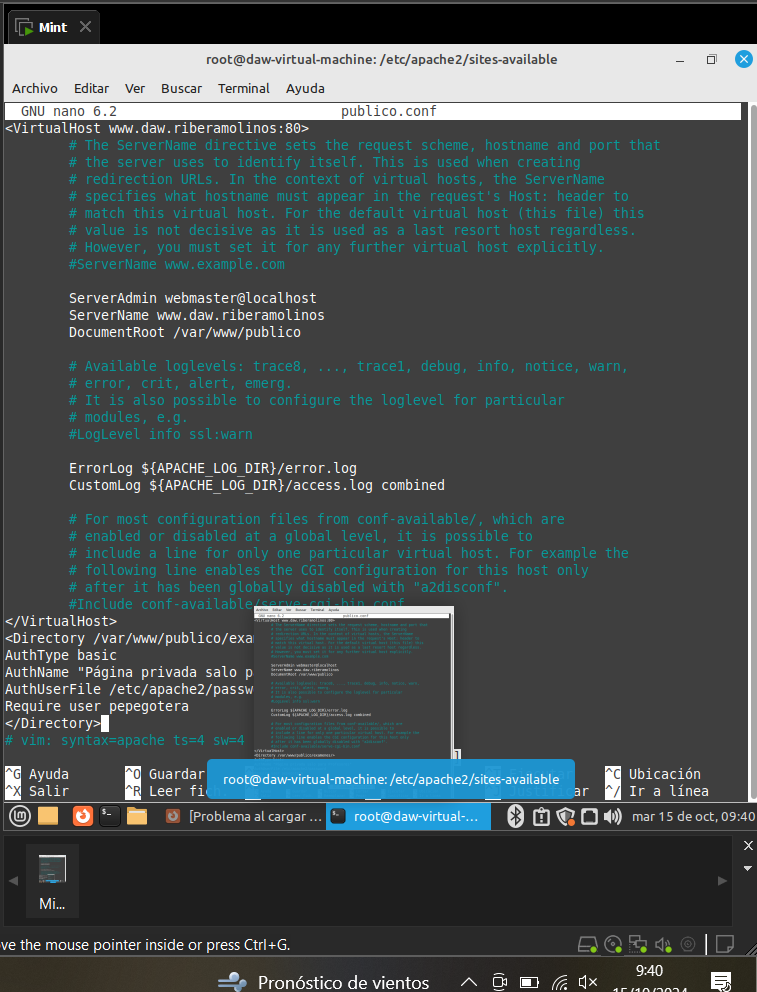 Mint
root@daw-virtual-machine: /etc/apache2/sites-available
Archivo Editar Ver Buscar Terminal Ayuda
GNU nano 6.2 publico.conf
<VirtualHost www.daw.riberamolinos:80>
# The ServerName directive sets the request scheme, hostname and port that
# the server uses to identify itself. This is used when creating
# redirection URLs. In the context of virtual hosts, the ServerName
# specifies what hostname must appear in the request's Host: header to
# match this virtual host. For the default virtual host (this file) this
# value is not decisive as it is used as a last resort host regardless.
# However, you must set it for any further virtual host explicitly.
#ServerName www.example.com
ServerAdmin webmaster@localhost
ServerName www.daw.riberamolinos
DocumentRoot /var/www/publico
# Available loglevels: trace8, ..., trace1, debug, info, notice, warn,
# error, crit, alert, emerg.
# It is also possible to configure the loglevel for particular
# modules, e.g.
#LogLevel info ssl:warn
ErrorLog ${APACHE_LOG_DIR}/error.log
CustomLog ${APACHE_LOG_DIR}/access.log combined
# For most configuration files from conf-available/, which are
# enabled or disabled at a global level, it is possible to
# include a line for only one particular virtual host. For example the
# following line enables the CGI configuration for this host only
# after it has been globally disabled with "a2disconf".
#Include conf-available/serve-cgi-bin.conf
</VirtualHost>
<Directory /var/www/publico/exa
AuthType basic
AuthName "Página privada salo p
AuthUserFile /etc/apache2/passw
Require user pepegotera
</Directory>
# vim: syntax=apache ts=4 sw=4
^G Ayuda ^O Guardar ^C Ubicación
root@daw-virtual-machine: /etc/apache2/sites-available
^X Salir ^R Leer fich. ^/ Ir a línea
[Problema al cargar ... root@daw-virtual-... mar 15 de oct, 09:40
Mi...
ve the mouse pointer inside or press Ctrl+G.
Pronóstico de vientos 9:40
15/10/2024